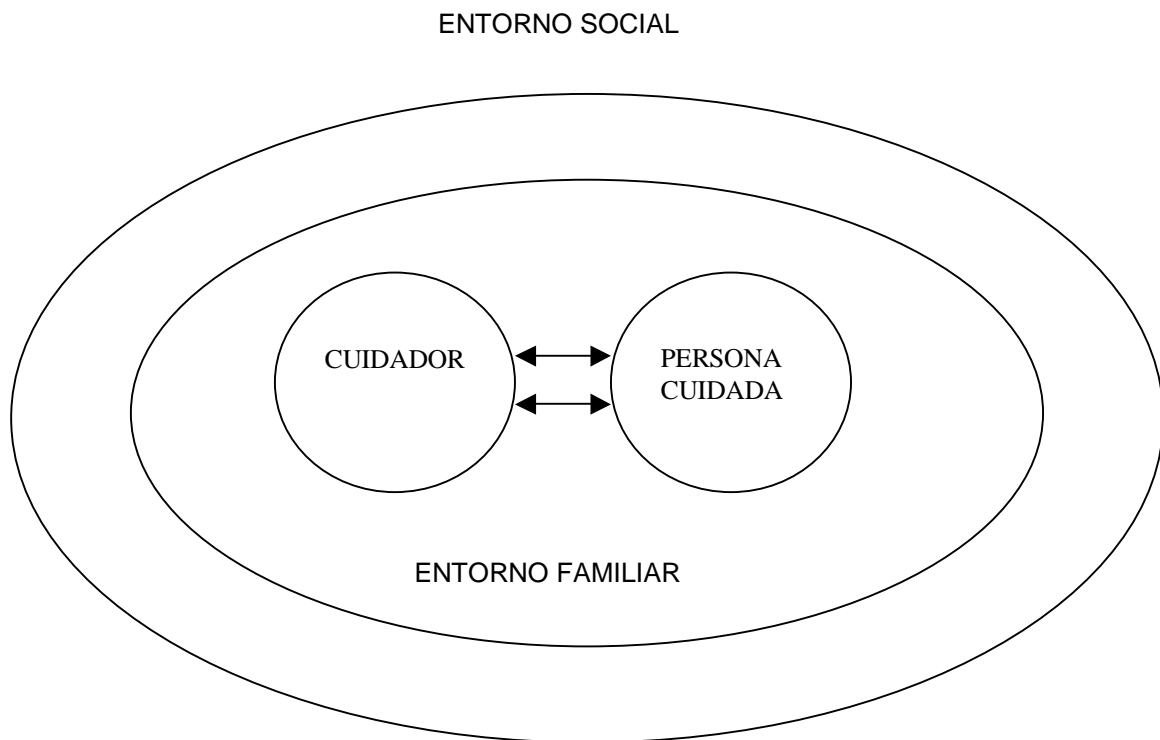 ENTORNO SOCIAL
CUIDADOR
PERSONA
CUIDADA
ENTORNO FAMILIAR